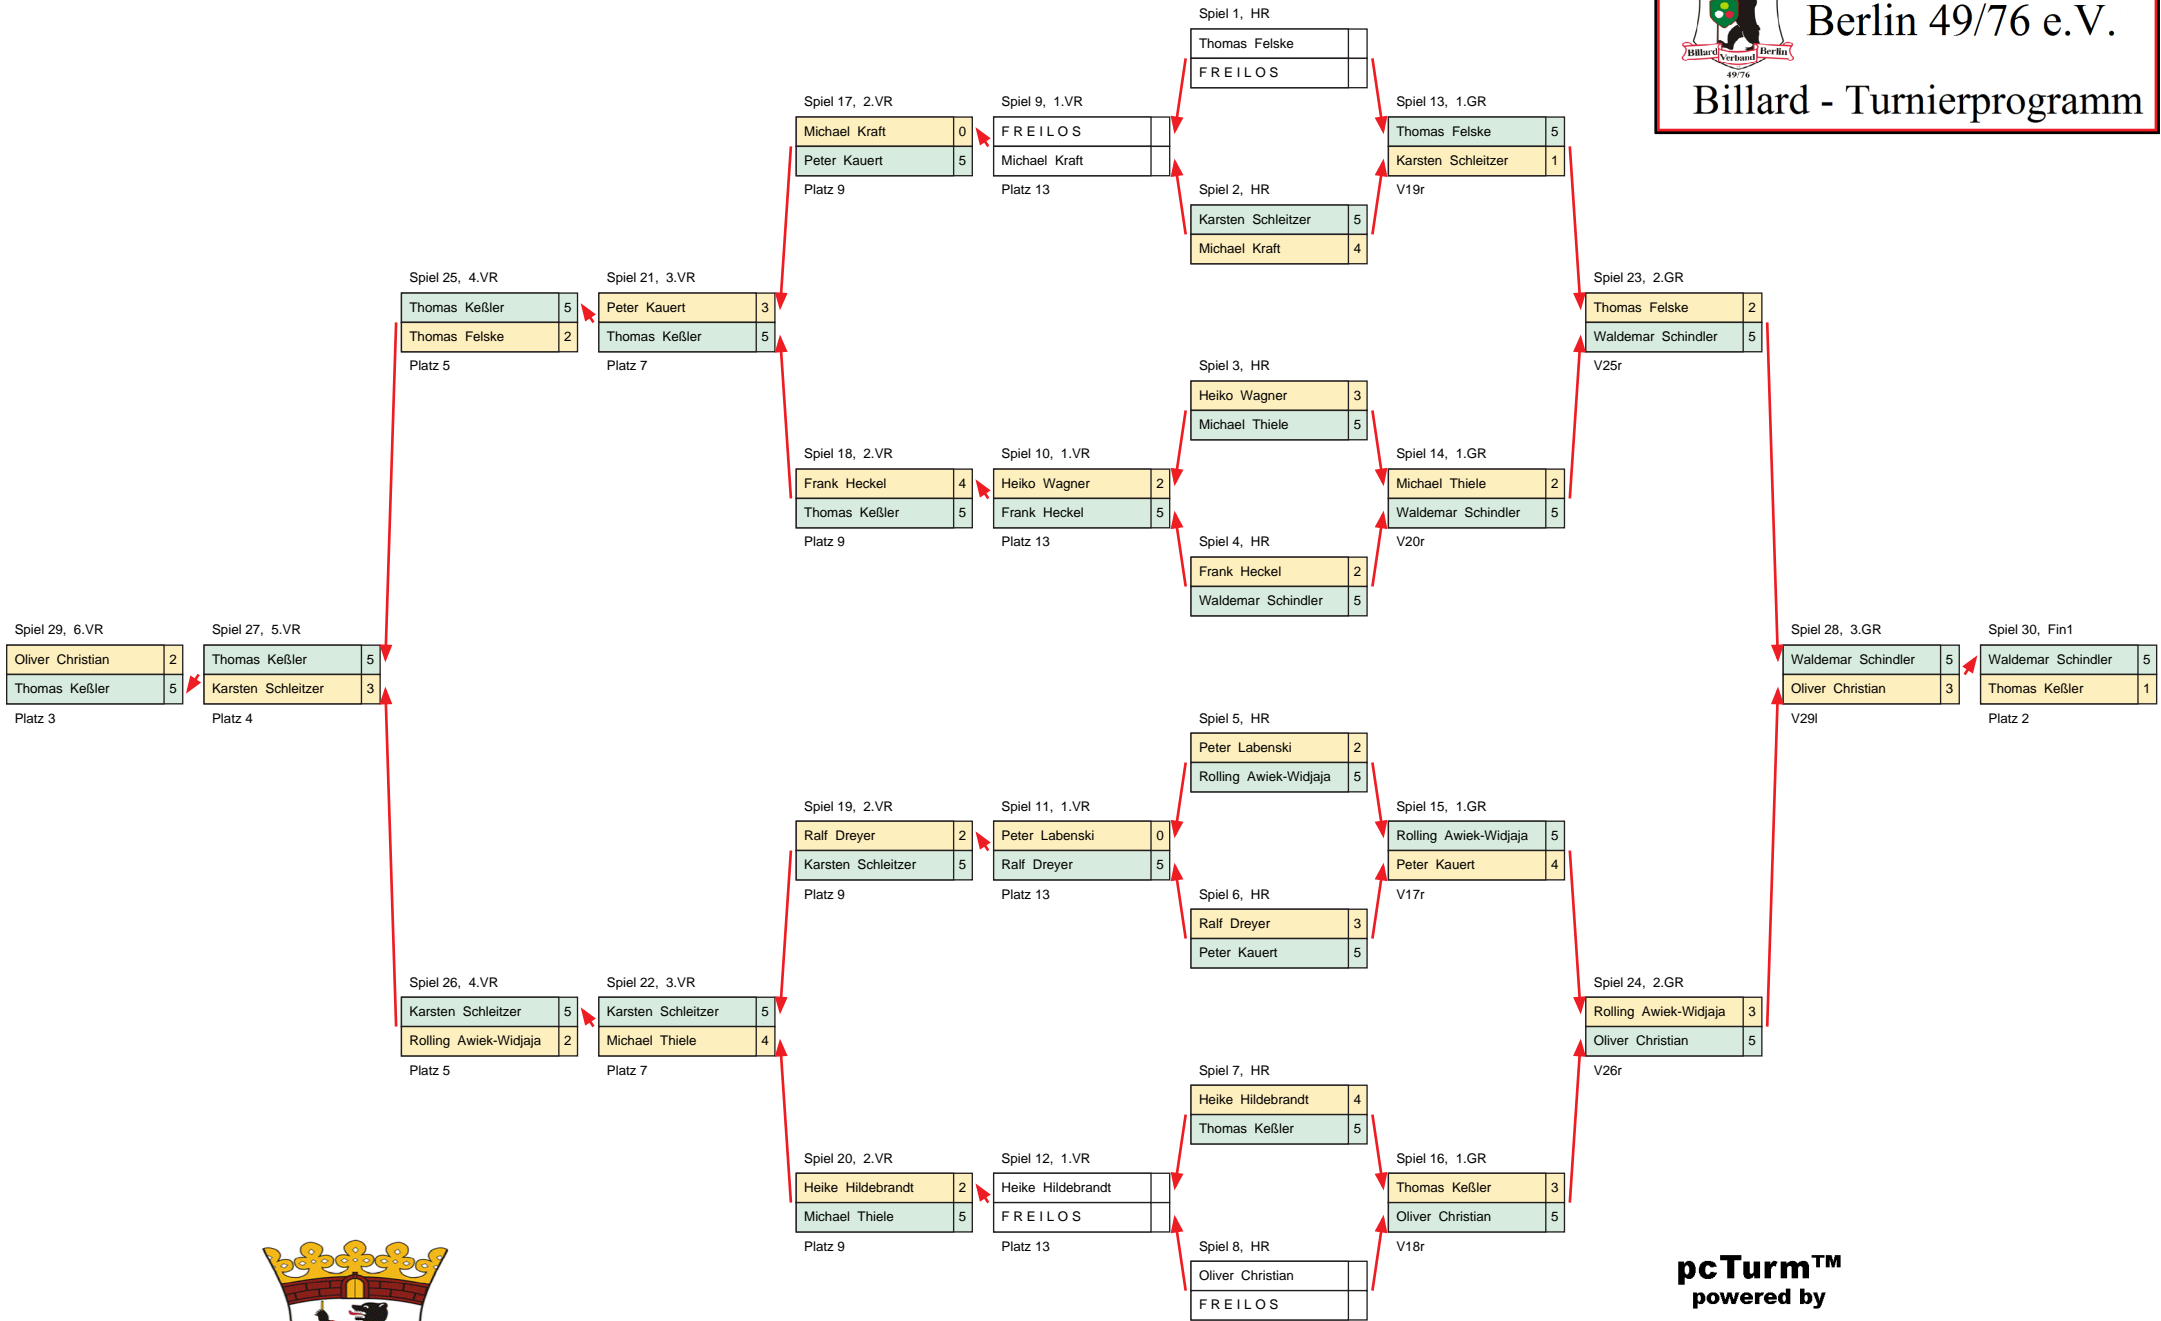 Berlin 49/76 e.V.
Billard Verband Berlin
49/76
Billard - Turnierprogramm
Spiel 1, HR
Thomas Felske
FREILOS
Spiel 17, 2.VR
Michael Kraft 0
Peter Kauert 5
Platz 9
Spiel 9, 1.VR
FREILOS
Michael Kraft
Platz 13
Spiel 13, 1.GR
Thomas Felske 5
Karsten Schleitzer 1
V19r
Spiel 2, HR
Karsten Schleitzer 5
Michael Kraft 4
Spiel 25, 4.VR
Thomas Keßler 5
Thomas Felske 2
Platz 5
Spiel 21, 3.VR
Peter Kauert 3
Thomas Keßler 5
Platz 7
Spiel 23, 2.GR
Thomas Felske 2
Waldemar Schindler 5
V25r
Spiel 3, HR
Heiko Wagner 3
Michael Thiele 5
Spiel 18, 2.VR
Frank Heckel 4
Thomas Keßler 5
Platz 9
Spiel 10, 1.VR
Heiko Wagner 2
Frank Heckel 5
Platz 13
Spiel 14, 1.GR
Michael Thiele 2
Waldemar Schindler 5
V20r
Spiel 4, HR
Frank Heckel 2
Waldemar Schindler 5
Spiel 29, 6.VR
Oliver Christian 2
Thomas Keßler 5
Platz 3
Spiel 27, 5.VR
Thomas Keßler 5
Karsten Schleitzer 3
Platz 4
Spiel 28, 3.GR
Waldemar Schindler 5
Oliver Christian 3
V29l
Spiel 30, Fin1
Waldemar Schindler 5
Thomas Keßler 1
Platz 2
Spiel 5, HR
Peter Labenski 2
Rolling Awiek-Widjaja 5
Spiel 19, 2.VR
Ralf Dreyer 2
Karsten Schleitzer 5
Platz 9
Spiel 11, 1.VR
Peter Labenski 0
Ralf Dreyer 5
Platz 13
Spiel 15, 1.GR
Rolling Awiek-Widjaja 5
Peter Kauert 4
V17r
Spiel 6, HR
Ralf Dreyer 3
Peter Kauert 5
Spiel 26, 4.VR
Karsten Schleitzer 5
Rolling Awiek-Widjaja 2
Platz 5
Spiel 22, 3.VR
Karsten Schleitzer 5
Michael Thiele 4
Platz 7
Spiel 24, 2.GR
Rolling Awiek-Widjaja 3
Oliver Christian 5
V26r
Spiel 7, HR
Heike Hildebrandt 4
Thomas Keßler 5
Spiel 20, 2.VR
Heike Hildebrandt 2
Michael Thiele 5
Platz 9
Spiel 12, 1.VR
Heike Hildebrandt
FREILOS
Platz 13
Spiel 16, 1.GR
Thomas Keßler 3
Oliver Christian 5
V18r
Spiel 8, HR
Oliver Christian
FREILOS
pcTurm™
powered by